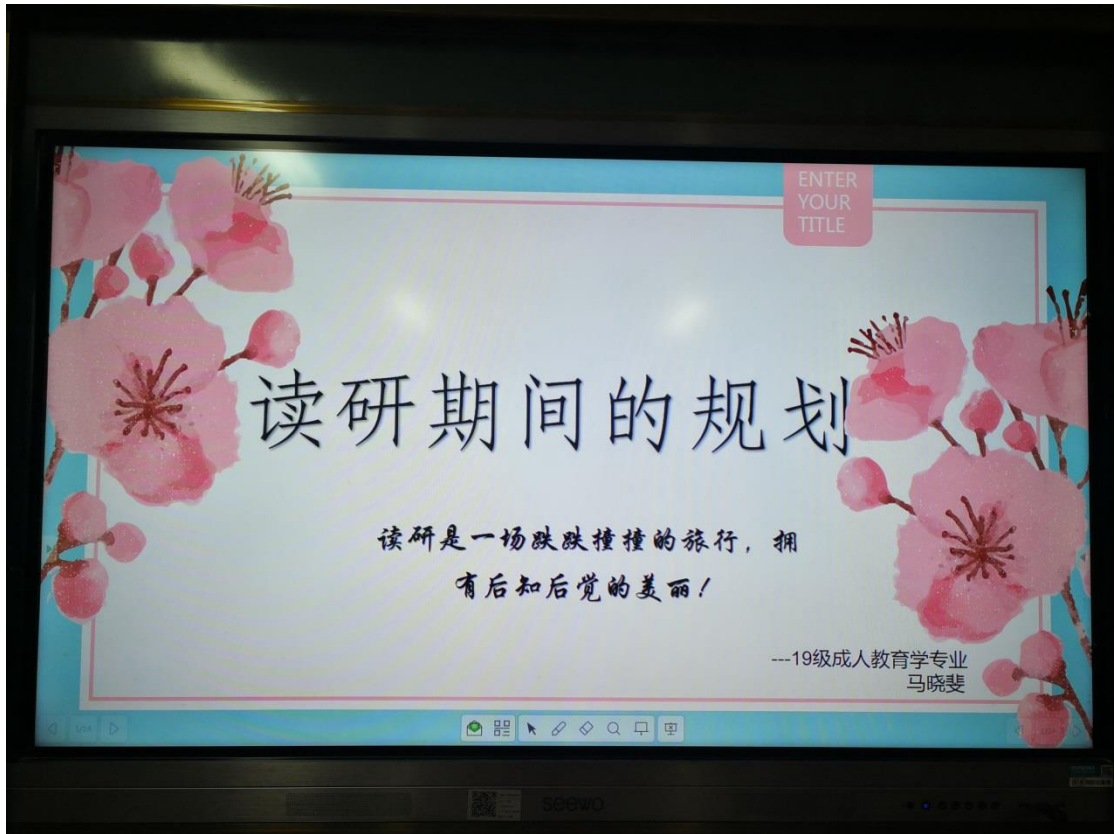 ENTER
YOUR
TITLE
读研期间的规划
读研是一场跌跌撞撞的旅行，拥
有后知后觉的美丽！
---19级成人教育学专业
马晓斐
seewo